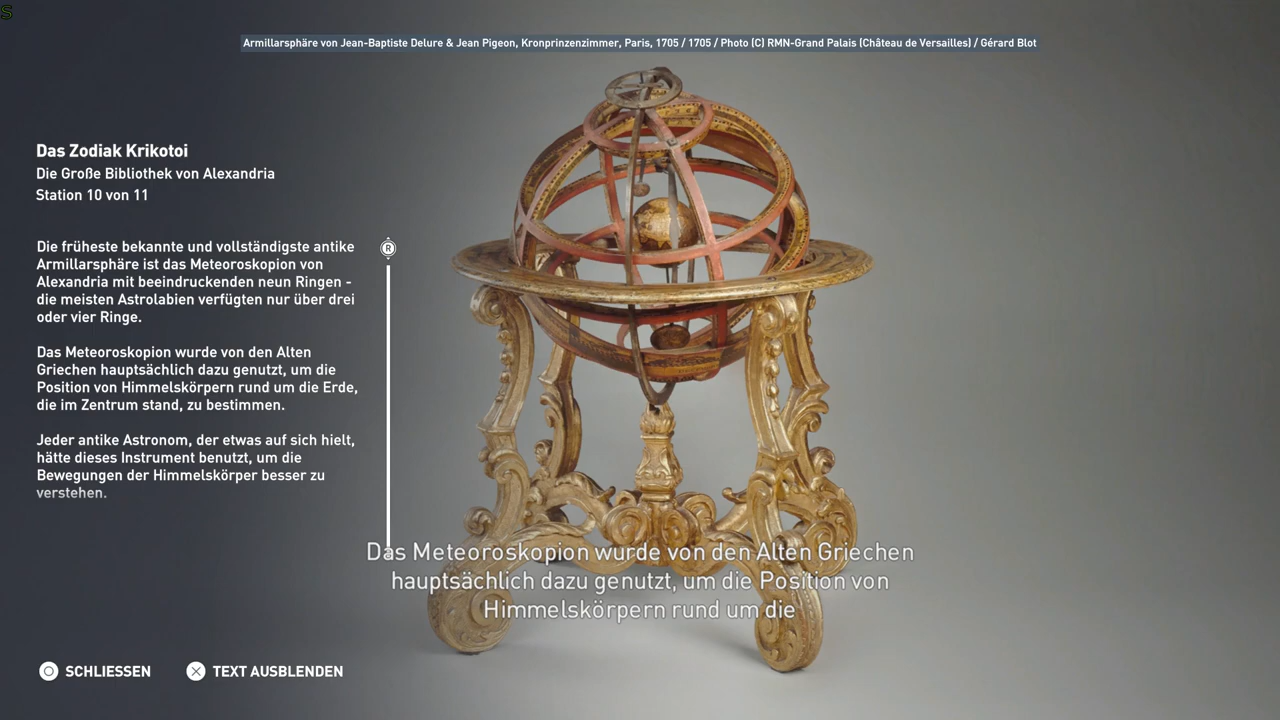 S
Armillarsphäre von Jean-Baptiste Delure & Jean Pigeon, Kronprinzenzimmer, Paris, 1705 / 1705 / Photo (C) RMN-Grand Palais (Château de Versailles) / Gérard Blot
Das Zodiak Krikotoi
Die Große Bibliothek von Alexandria
Station 10 von 11
Die früheste bekannte und vollständigste antike
Armillarsphäre ist das Meteoroskopion von
Alexandria mit beeindruckenden neun Ringen -
die meisten Astrolabien verfügten nur über drei
oder vier Ringe.
Das Meteoroskopion wurde von den Alten
Griechen hauptsächlich dazu genutzt, um die
Position von Himmelskörpern rund um die Erde,
die im Zentrum stand, zu bestimmen.
Jeder antike Astronom, der etwas auf sich hielt,
hätte dieses Instrument benutzt, um die
Bewegungen der Himmelskörper besser zu
verstehen.
R
Das Meteoroskopion wurde von den Alten Griechen
hauptsächlich dazu genutzt, um die Position von
Himmelskörpern rund um die
SCHLIESSEN
TEXT AUSBLENDEN